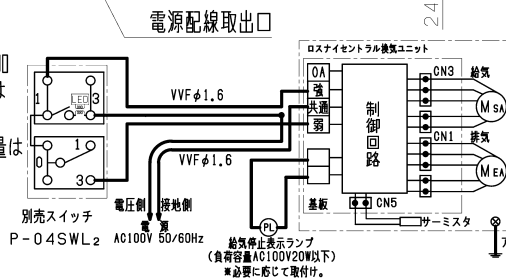 電源配線取出口
24
ロスナイセントラル換気ユニット
加
は
量は
1
3
LED
0
1
3
VVFφ1.6
VVFφ1.6
OA
強
共通
弱
制御回路
基板
CN3
CN1
CN5
給気
M SA
排気
M EA
サーミスタ
電圧側
接地側
電源
AC100V 50/60Hz
別売スイッチ
P-04SWL₂
PL
給気停止表示ランプ
(負荷容量AC100V20W以下)
※必要に応じて取付。